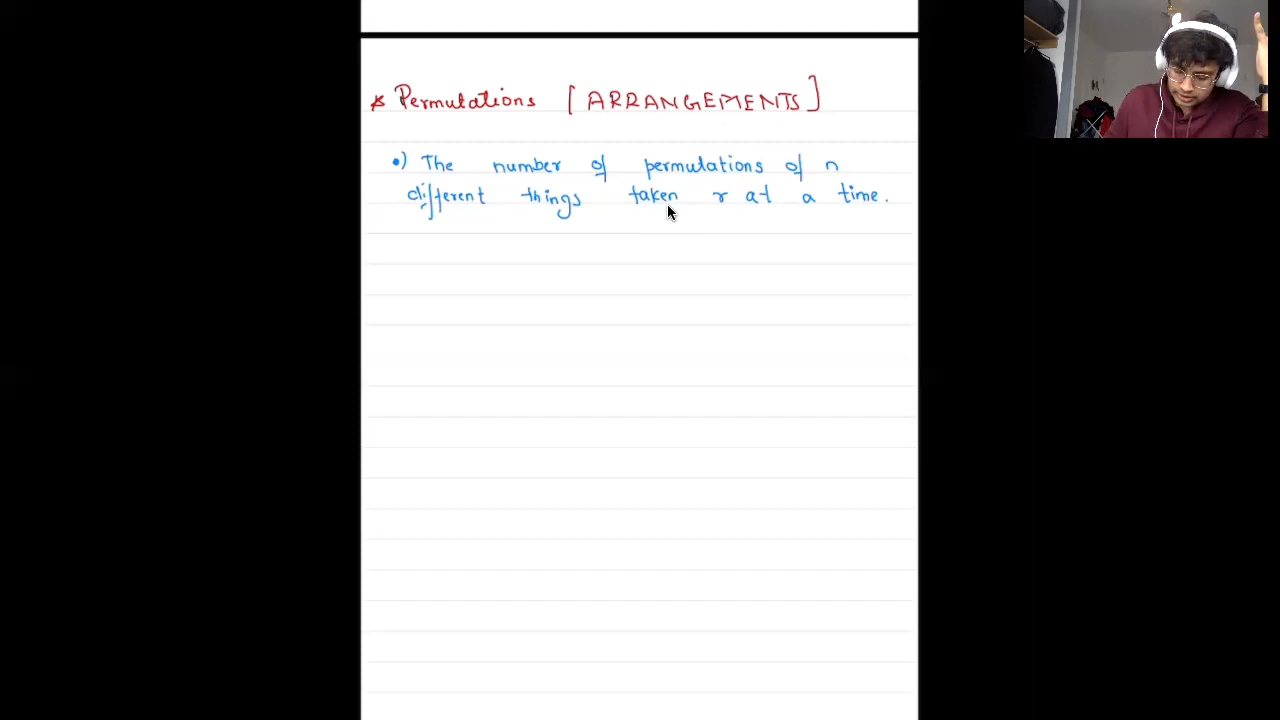 * Permutations [ARRANGEMENTS]
•) The number of permutations of n
different things taken r at a time.